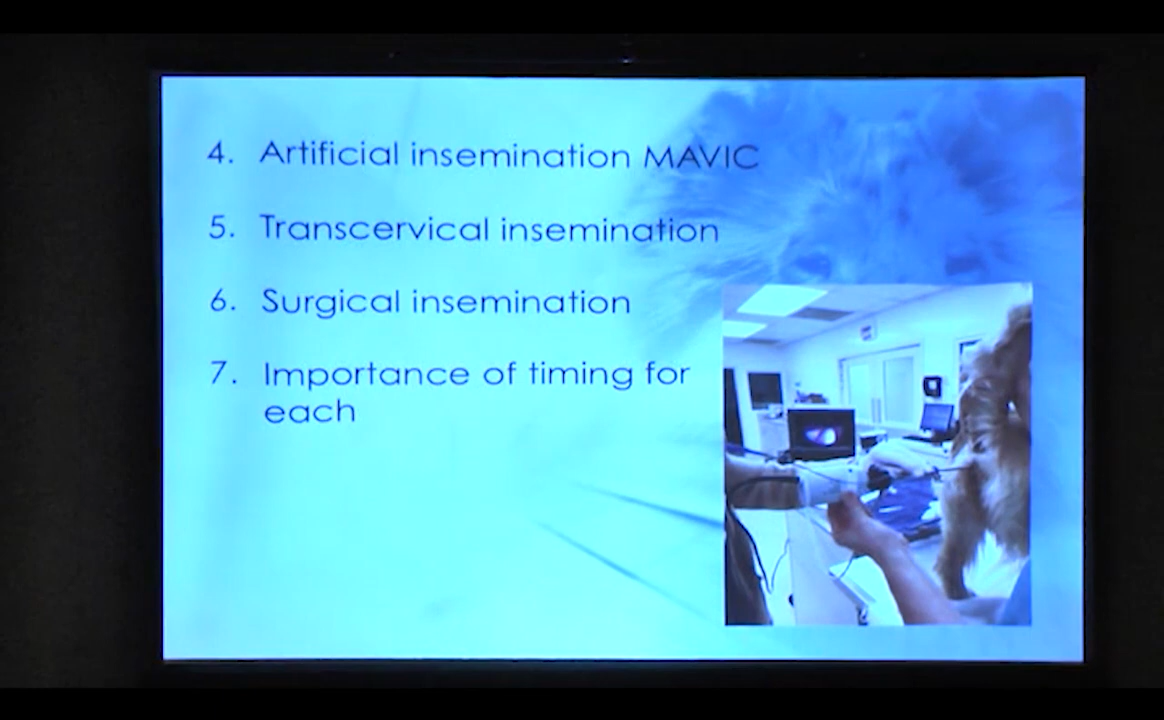 4. Artificial insemination MAVIC
5. Transcervical insemination
6. Surgical insemination
7. Importance of timing for
each